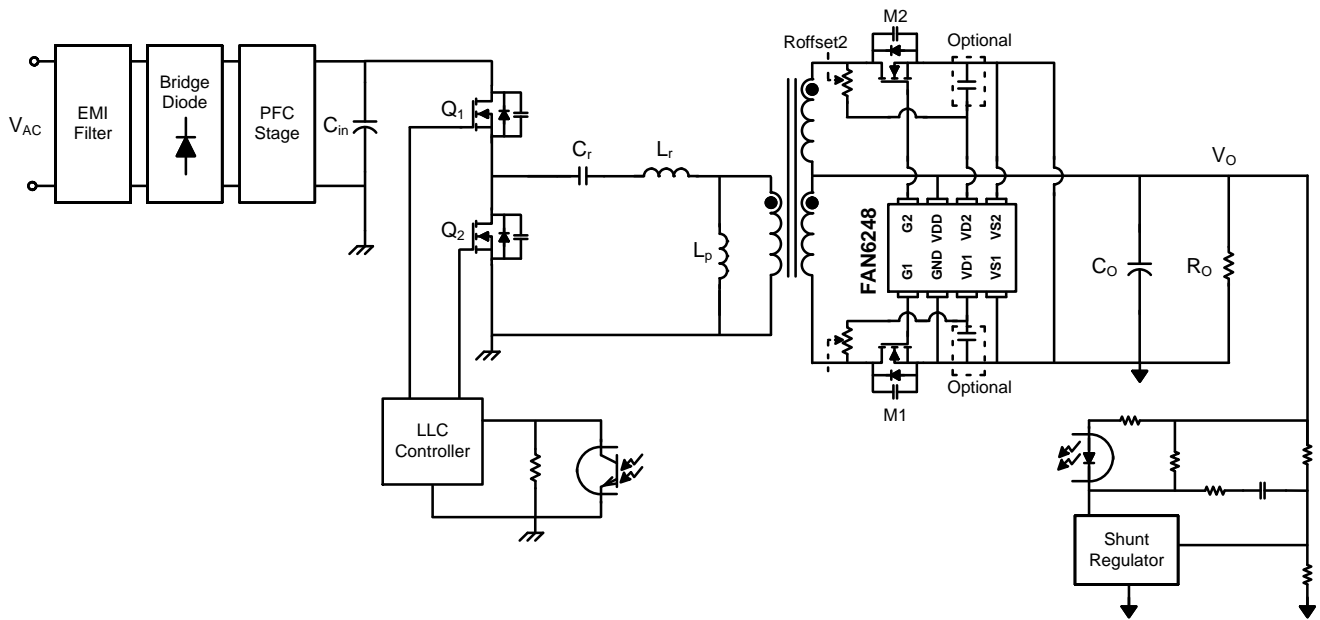 M2
Roffset2
Optional
EMI
Filter
Bridge
Diode
PFC
Stage
VAC
Cin
Q1
Cr
Lr
VO
G2
VDD
VD2
VS2
FAN6248
G1
GND
VD1
VS1
Q2
Lp
CO
RO
Optional
M1
LLC
Controller
Shunt
Regulator